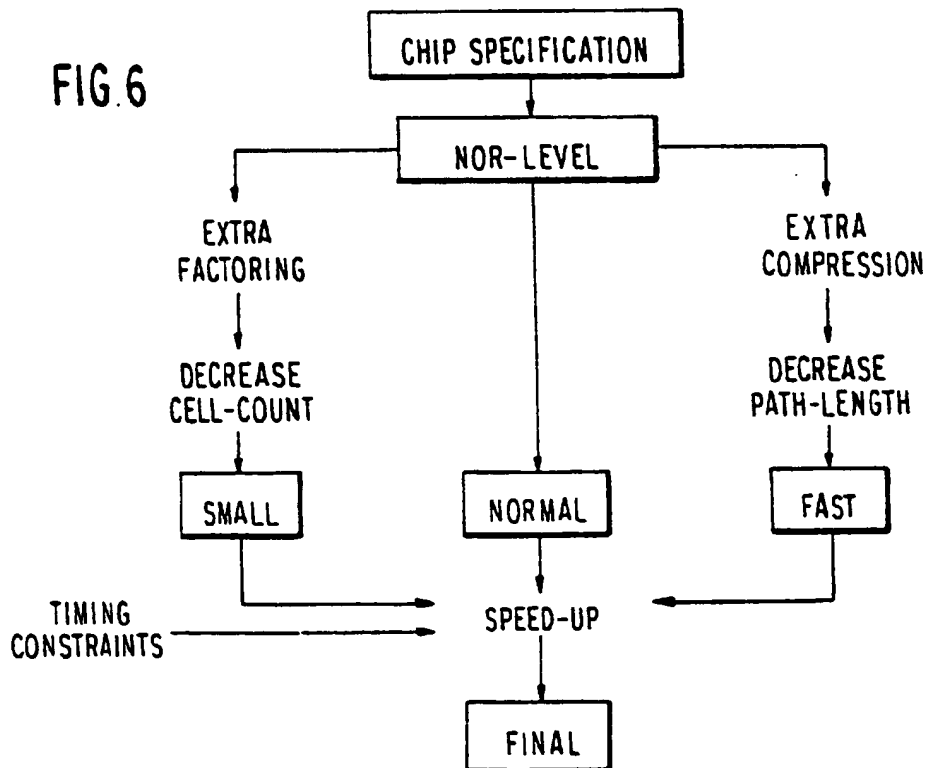 CHIP SPECIFICATION
FIG.6
NOR-LEVEL
EXTRA
FACTORING
EXTRA
COMPRESSION
DECREASE
CELL-COUNT
DECREASE
PATH-LENGTH
SMALL
NORMAL
FAST
TIMING
CONSTRAINTS
SPEED-UP
FINAL